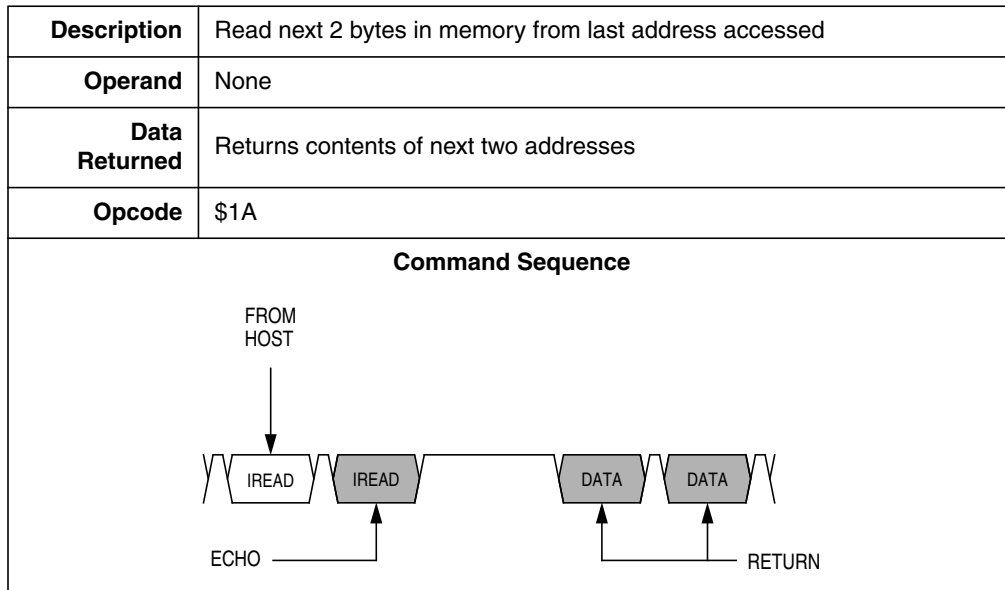 Description
Read next 2 bytes in memory from last address accessed
Operand
None
Data
Returned
Returns contents of next two addresses
Opcode
$1A
Command Sequence
FROM
HOST
IREAD
IREAD
DATA
DATA
ECHO
RETURN